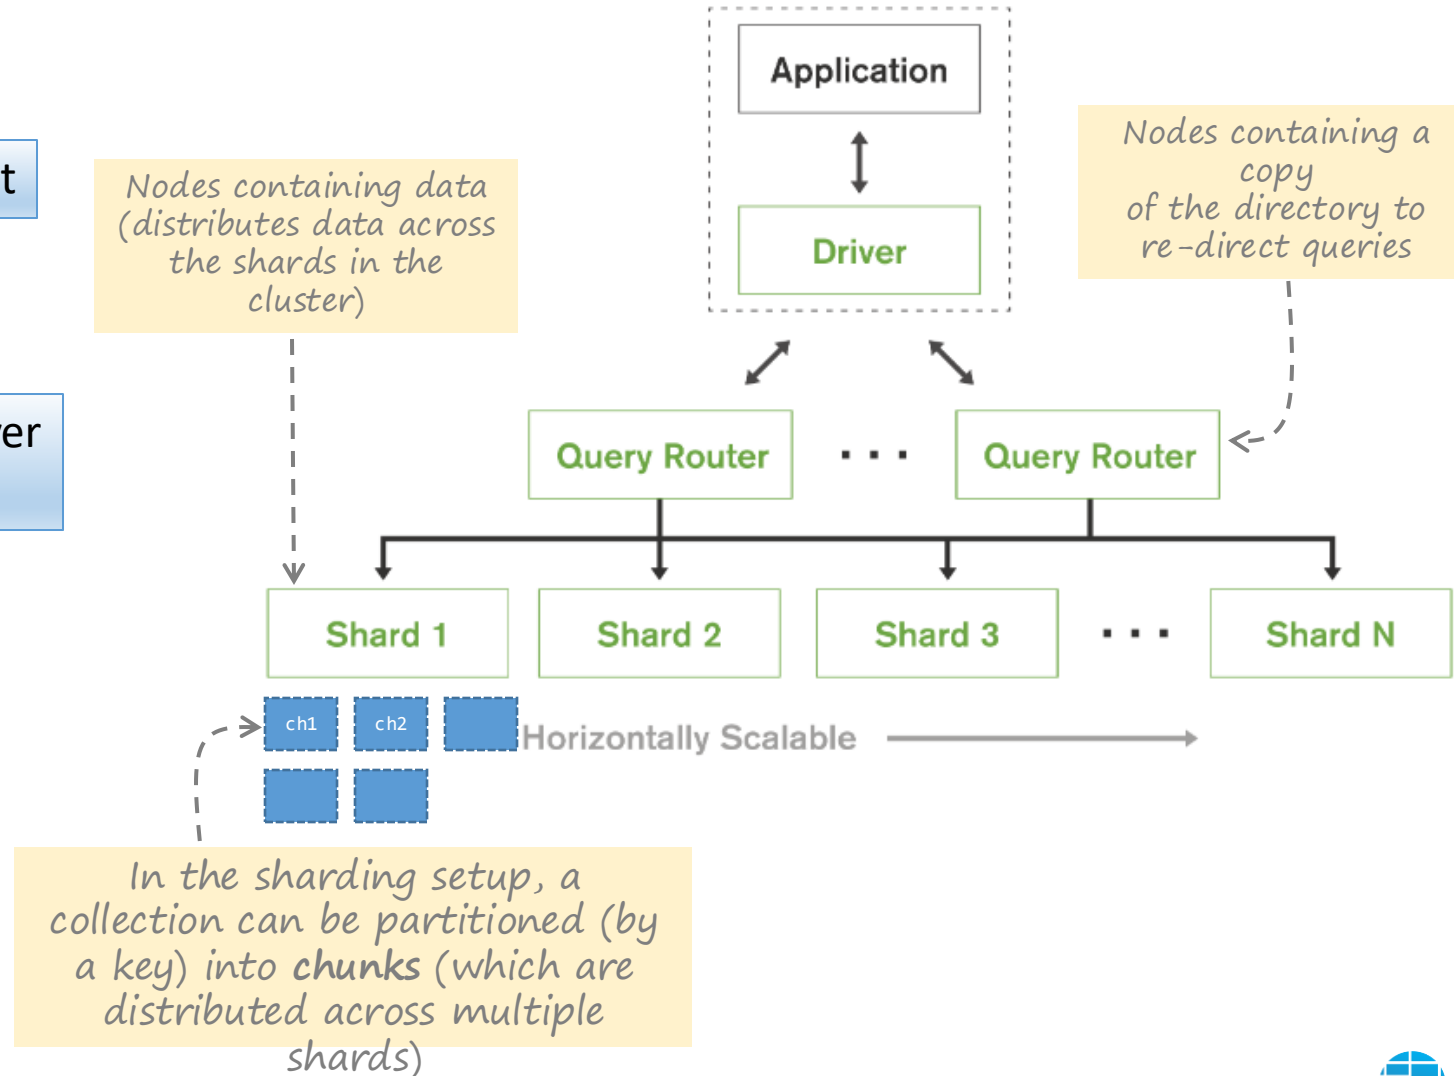 Application
t
Nodes containing data
(distributes data across
the shards in the
cluster)
Nodes containing a
copy
of the directory to
re-direct queries
Driver
er
Query Router
. . .
Query Router
Shard 1
Shard 2
Shard 3
. . .
Shard N
ch1
ch2
Horizontally Scalable
In the sharding setup, a
collection can be partitioned (by
a key) into chunks (which are
distributed across multiple
shards)